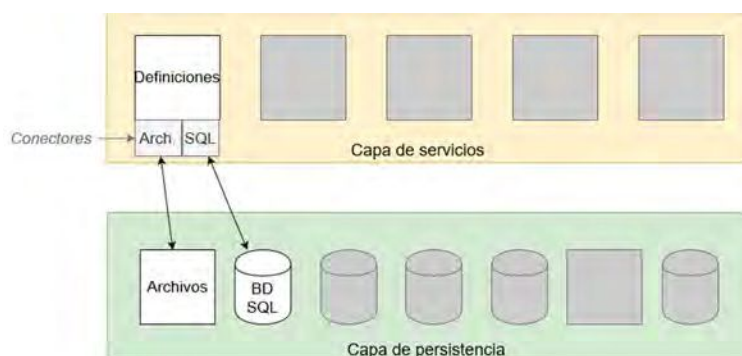 Definiciones
Conectores
Arch.
SQL
Capa de servicios
Archivos
BD
SQL
Capa de persistencia